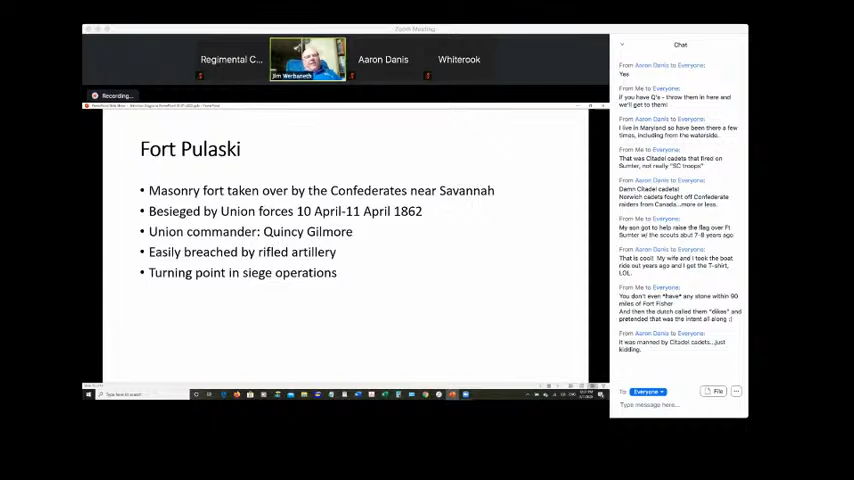 Zoom Meeting
Regimental C...
Jim Werbaneth
Aaron Danis
Whiterook
Recording...
Fort Pulaski
• Masonry fort taken over by the Confederates near Savannah
• Besieged by Union forces 10 April-11 April 1862
• Union commander: Quincy Gilmore
• Easily breached by rifled artillery
• Turning point in siege operations
Type here to search
Chat
From Aaron Danis to Everyone:
Yes
From Me to Everyone:
if you have Q's - throw them in here and
we'll get to them!
From Aaron Danis to Everyone:
I live in Maryland so have been there a few
times, including from the waterside.
From Me to Everyone:
That was Citadel cadets that fired on
Sumter, not really "SC troops"
From Aaron Danis to Everyone:
Damn Citadel cadets!
Norwich cadets fought off Confederate
raiders from Canada...more or less.
From Me to Everyone:
My son got to help raise the flag over Ft
Sumter w/ the scouts abut 7-8 years ago
From Aaron Danis to Everyone:
That is cool! My wife and I took the boat
ride out years ago and I got the T-shirt,
LOL.
From Me to Everyone:
You don't even *have* any stone within 90
miles of Fort Fisher
And then the dutch called them "dikes" and
pretended that was the intent all along :)
From Aaron Danis to Everyone:
It was manned by Citadel cadets...just
kidding.
To: Everyone
File
Type message here...